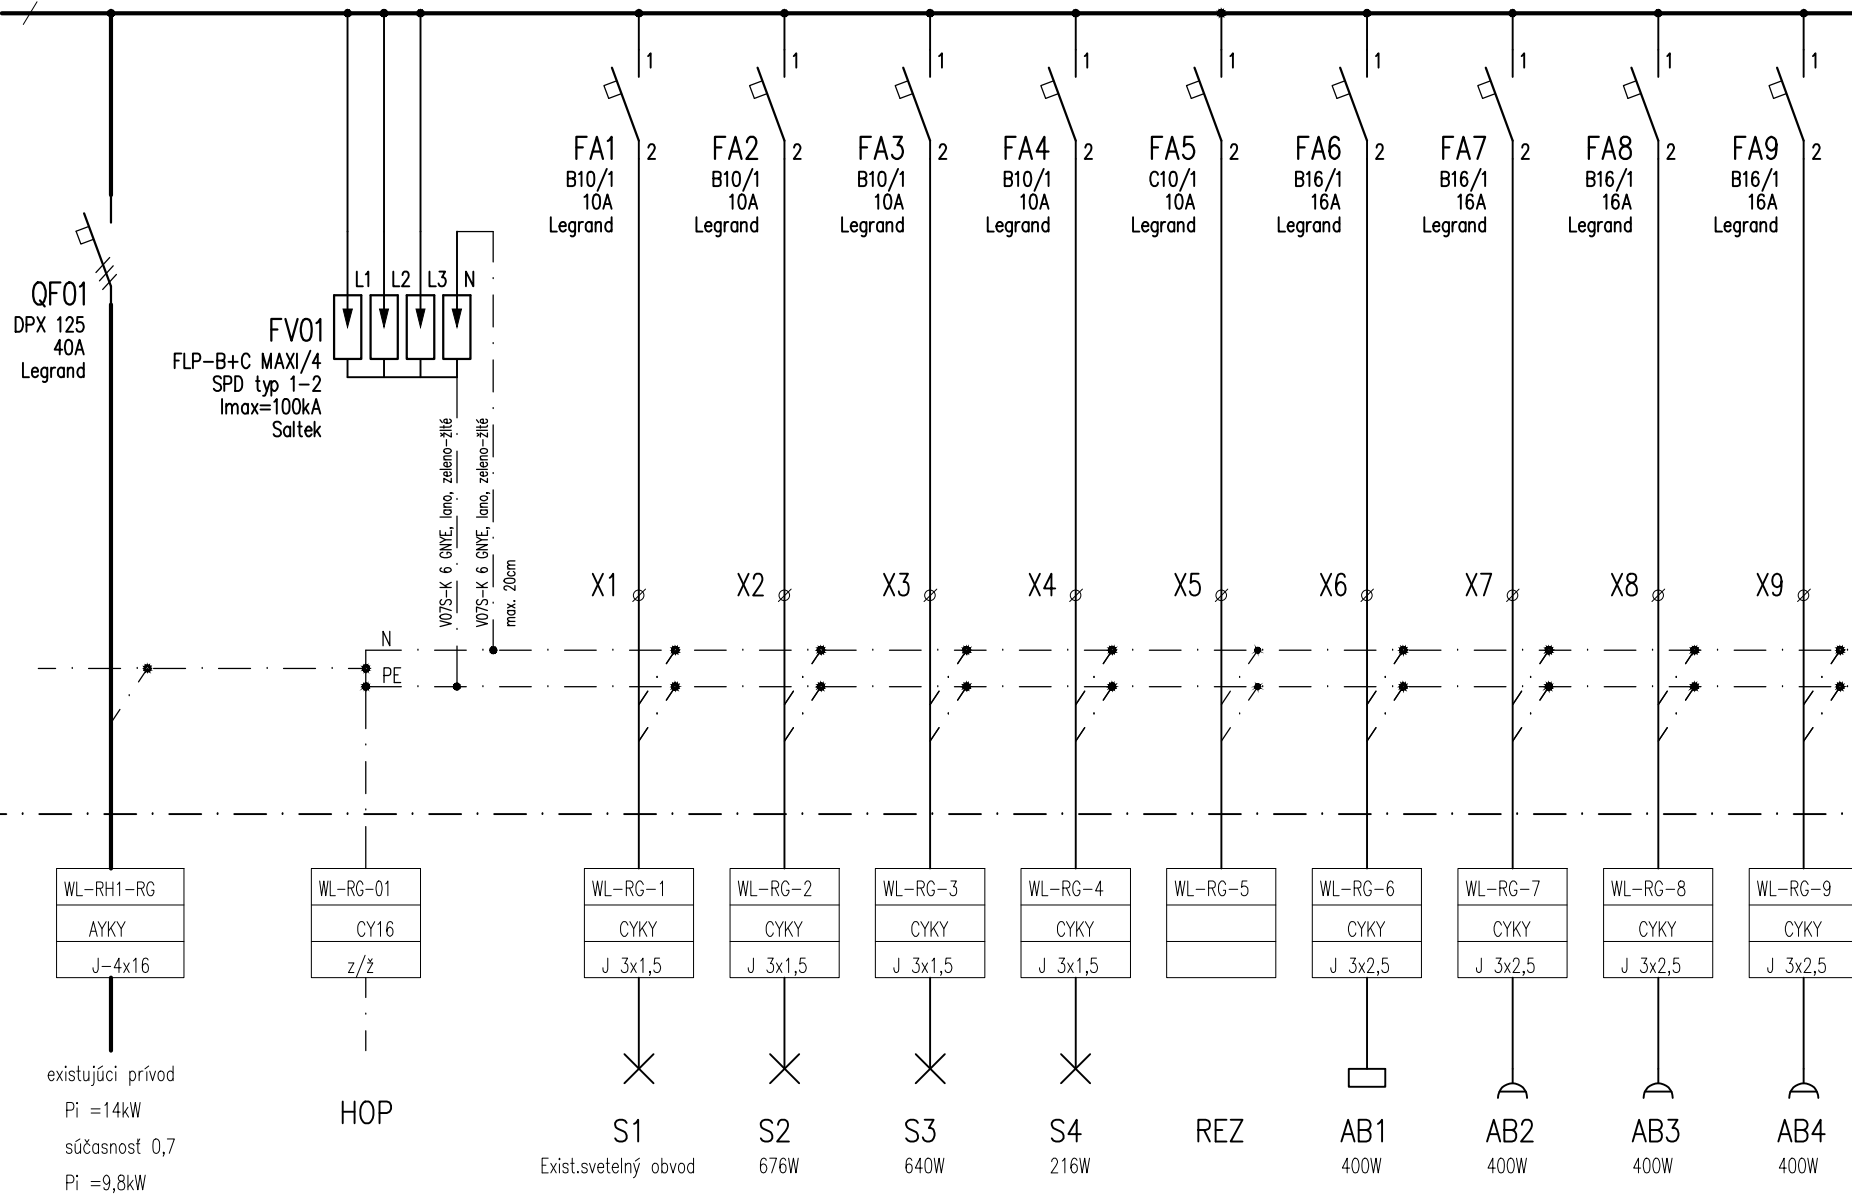 1
1
1
1
1
1
1
1
1
FA1
2
B10/1
10A
Legrand
FA2
2
B10/1
10A
Legrand
FA3
2
B10/1
10A
Legrand
FA4
2
B10/1
10A
Legrand
FA5
2
C10/1
10A
Legrand
FA6
2
B16/1
16A
Legrand
FA7
2
B16/1
16A
Legrand
FA8
2
B16/1
16A
Legrand
FA9
2
B16/1
16A
Legrand
QF01
DPX 125
40A
Legrand
L1
L2
L3
N
FV01
FLP-B+C MAXI/4
SPD typ 1-2
Imax=100kA
Saltek
V07S-K 6 GNYE, lano, zeleno-žlté
V07S-K 6 GNYE, lano, zeleno-žlté
max. 20cm
X1
X2
X3
X4
X5
X6
X7
X8
X9
N
PE
WL-RH1-RG
AYKY
J-4x16
WL-RG-01
CY16
z/ž
WL-RG-1
CYKY
J 3x1,5
WL-RG-2
CYKY
J 3x1,5
WL-RG-3
CYKY
J 3x1,5
WL-RG-4
CYKY
J 3x1,5
WL-RG-5
WL-RG-6
CYKY
J 3x2,5
WL-RG-7
CYKY
J 3x2,5
WL-RG-8
CYKY
J 3x2,5
WL-RG-9
CYKY
J 3x2,5
existujúci prívod
Pi =14kW
súčasnosť 0,7
Pi =9,8kW
HOP
S1
Exist.svetelný obvod
S2
676W
S3
640W
S4
216W
REZ
AB1
400W
AB2
400W
AB3
400W
AB4
400W